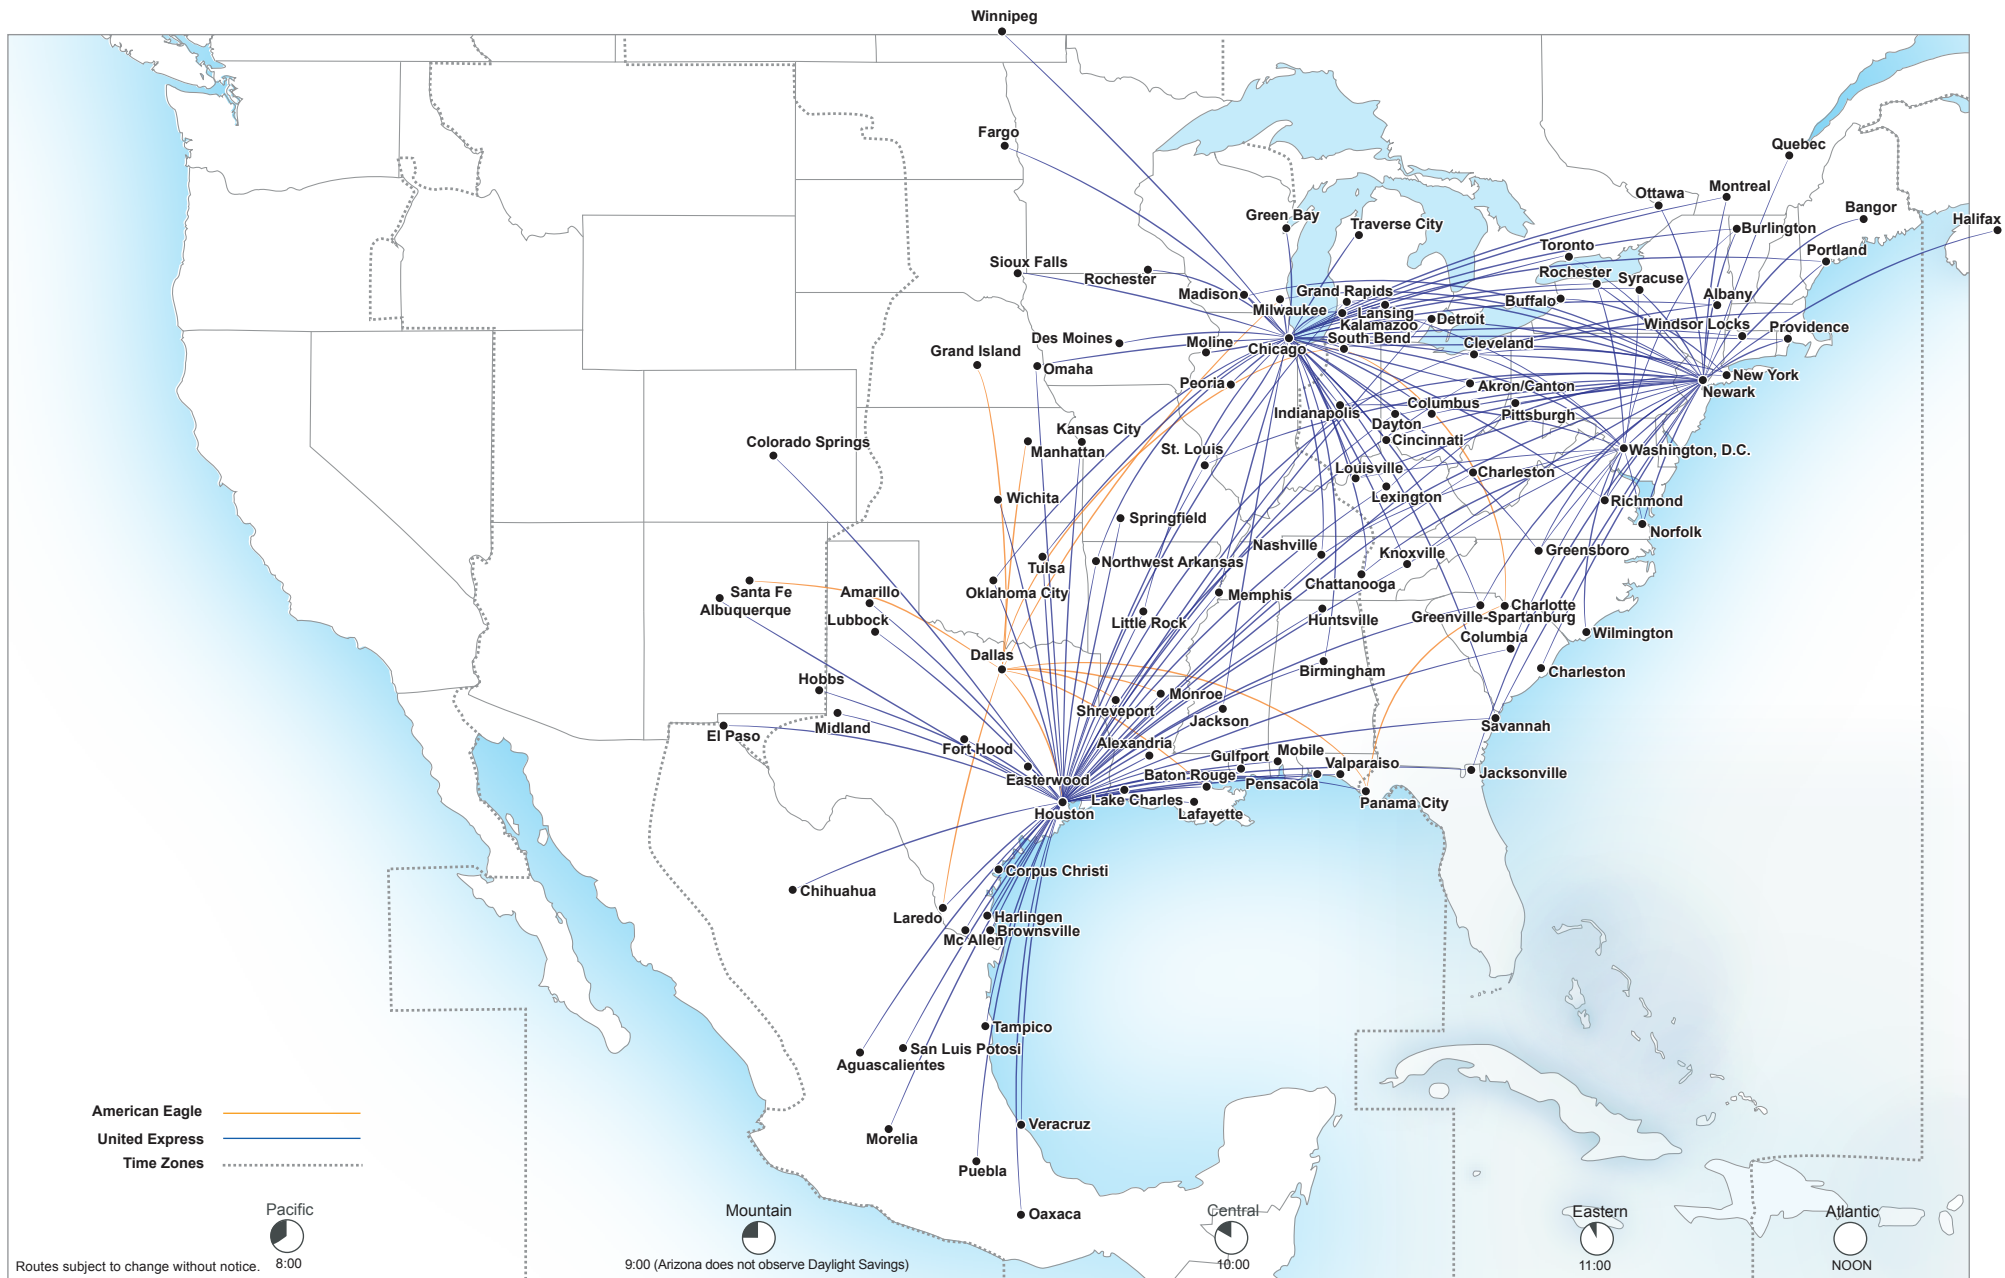 Winnipeg
Fargo
Quebec
Ottawa
Montreal
Bangor
Halifax
Green Bay
Traverse City
Burlington
Toronto
Portland
Sioux Falls
Rochester
Rochester
Syracuse
Madison
Grand Rapids
Buffalo
Albany
Milwaukee
Lansing
Detroit
Kalamazoo
Windsor Locks
Providence
Des Moines
Moline
Chicago
South Bend
Cleveland
Grand Island
Omaha
Peoria
Akron/Canton
New York
Newark
Indianapolis
Columbus
Pittsburgh
Dayton
Colorado Springs
Kansas City
Manhattan
St. Louis
Cincinnati
Washington, D.C.
Louisville
Charleston
Wichita
Lexington
Richmond
Springfield
Norfolk
Nashville
Knoxville
Greensboro
Tulsa
Northwest Arkansas
Chattanooga
Santa Fe
Amarillo
Oklahoma City
Memphis
Albuquerque
Charlotte
Lubbock
Little Rock
Huntsville
Greenville-Spartanburg
Columbia
Wilmington
Dallas
Birmingham
Charleston
Hobbs
Monroe
Shreveport
Jackson
Midland
Savannah
El Paso
Fort Hood
Alexandria
Gulfport
Mobile
Valparaiso
Jacksonville
Easterwood
Baton Rouge
Pensacola
Lake Charles
Panama City
Houston
Lafayette
Corpus Christi
Chihuahua
Laredo
Harlingen
Brownsville
Mc Allen
Tampico
San Luis Potosi
Aguascalientes
American Eagle
United Express
Time Zones
Morelia
Veracruz
Puebla
Oaxaca
Pacific
Mountain
Central
Eastern
Atlantic
Routes subject to change without notice.
8:00
9:00 (Arizona does not observe Daylight Savings)
10:00
11:00
NOON